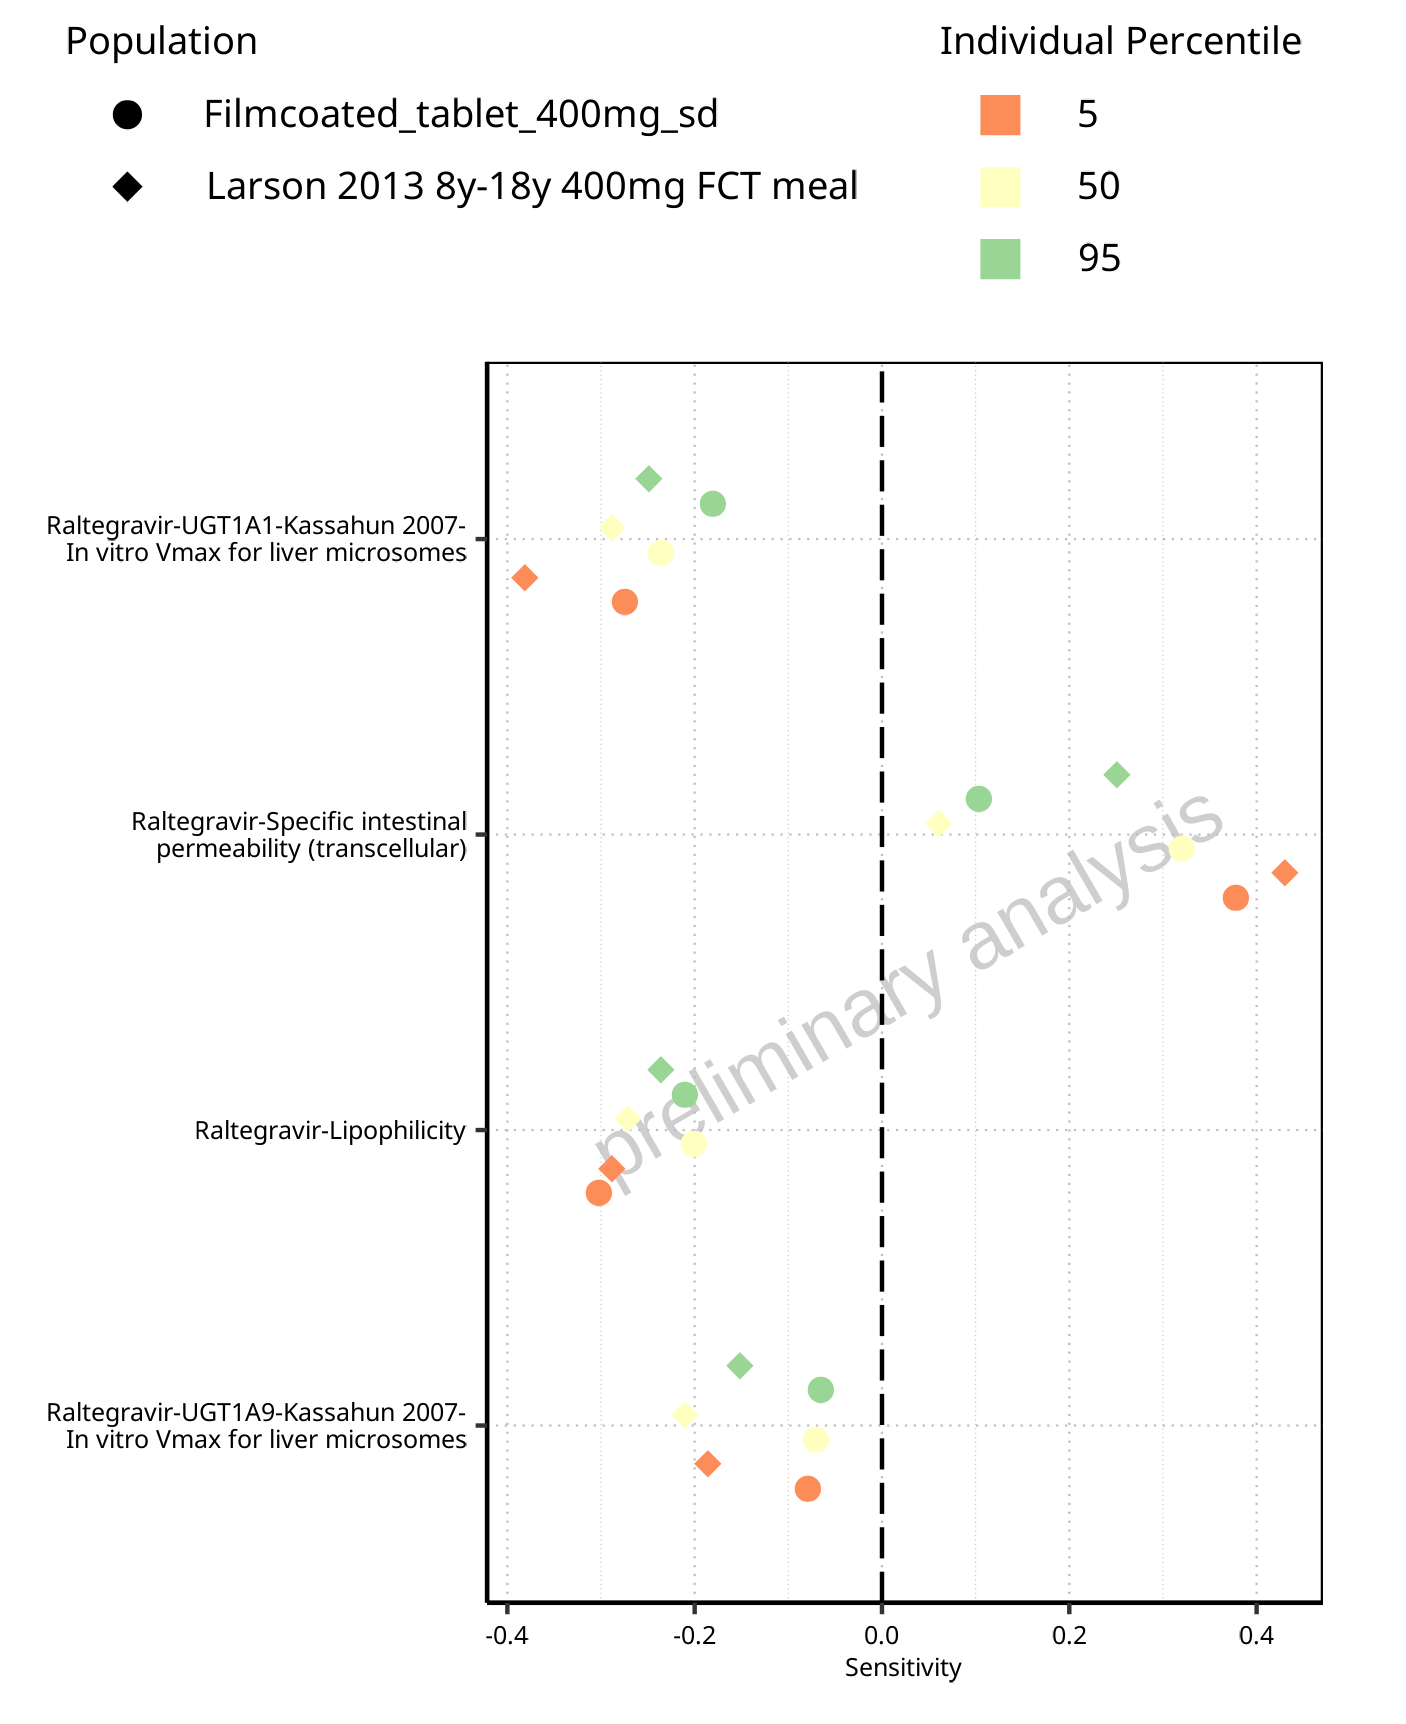 Population
Filmcoated_tablet_400mg_sd
Larson 2013 8y-18y 400mg FCT meal
Individual Percentile
5
50
95
Raltegravir-UGT1A1-Kassahun 2007-
In vitro Vmax for liver microsomes
Raltegravir-Specific intestinal
permeability (transcellular)
Raltegravir-Lipophilicity
Raltegravir-UGT1A9-Kassahun 2007-
In vitro Vmax for liver microsomes
preliminary analysis
-0.4 -0.2 0.0 0.2 0.4
Sensitivity